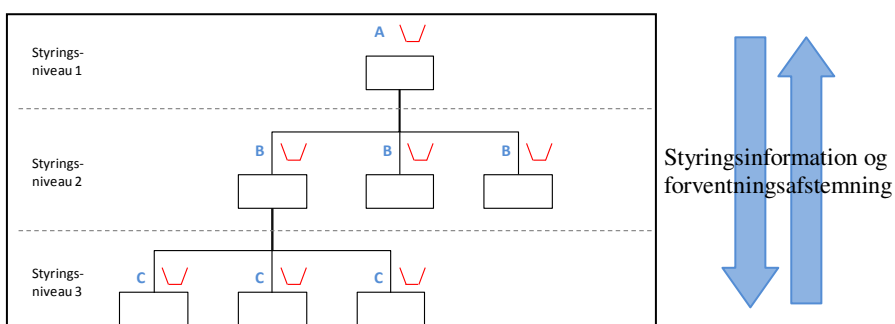 A
Styrings-
niveau 1
B B B
Styrings-
niveau 2
Styringsinformation og
forventningsafstemning
C C C
Styrings-
niveau 3